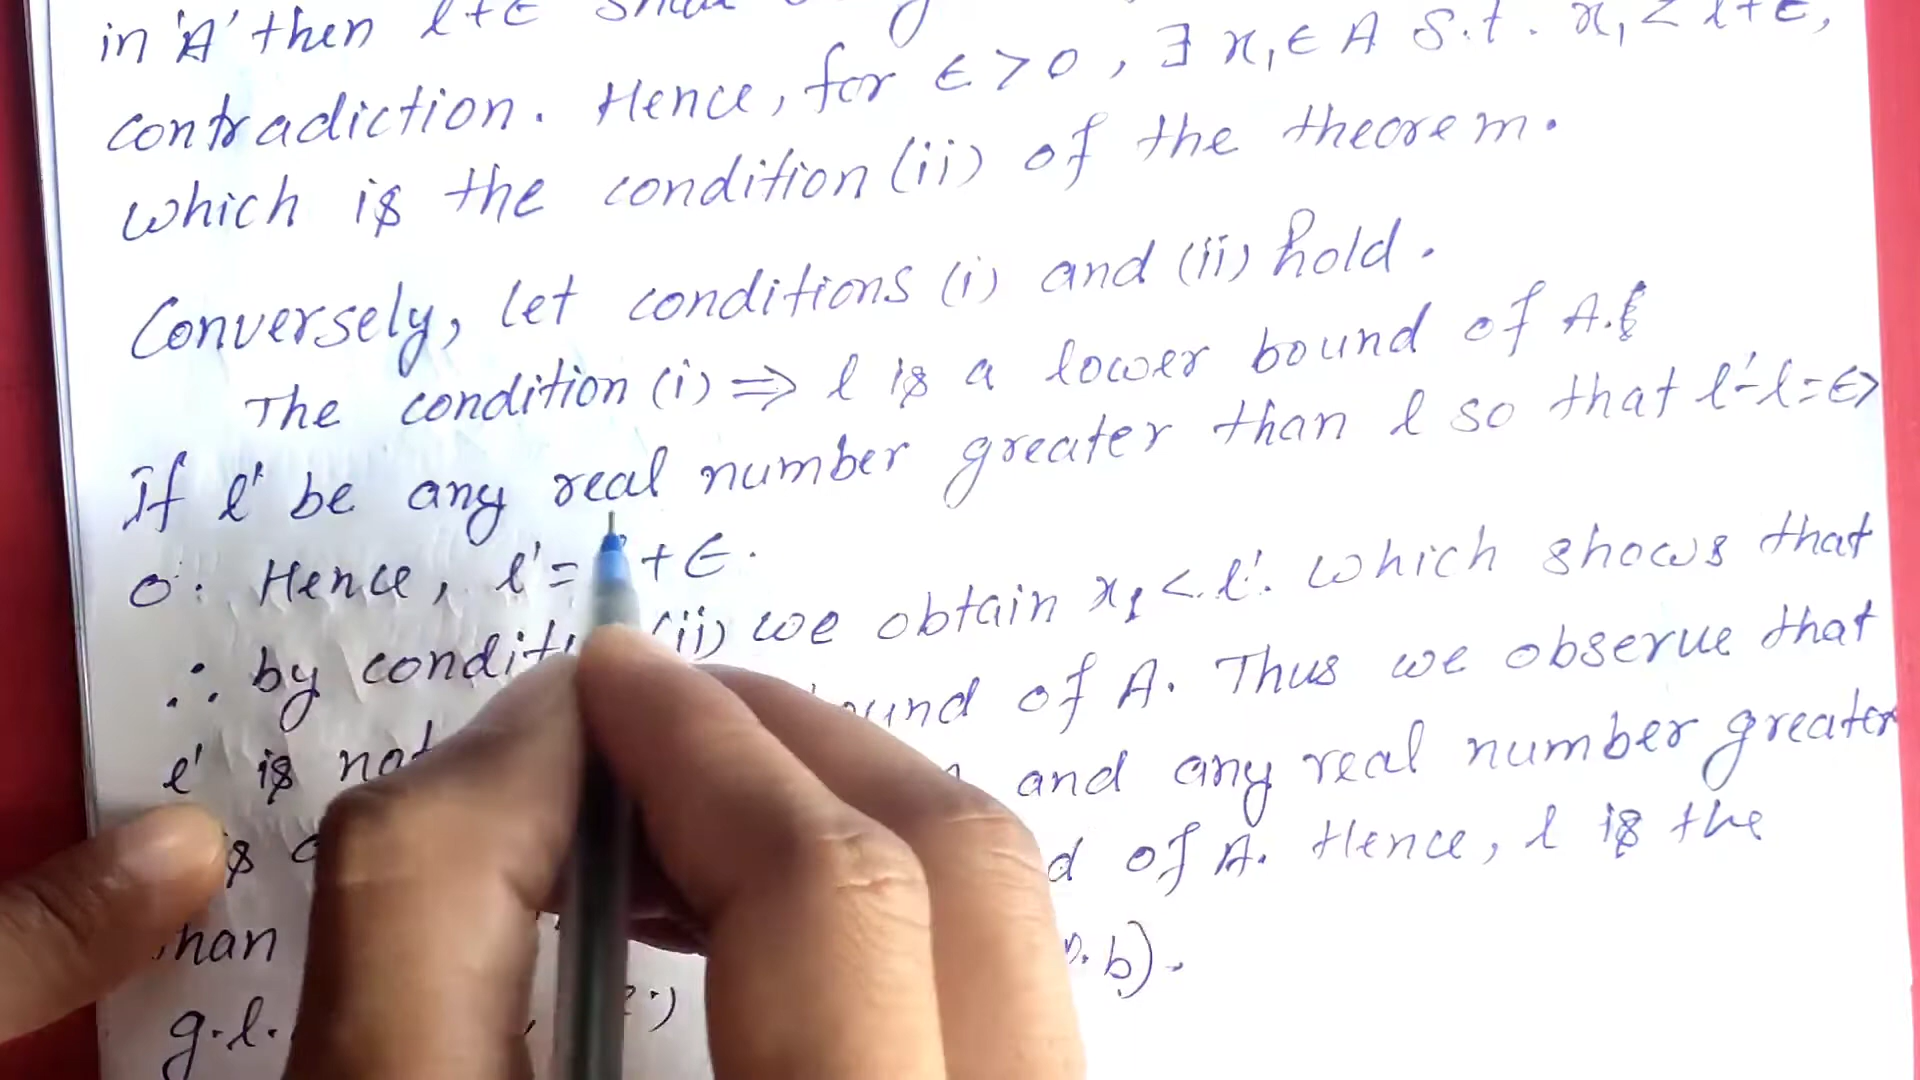 in 'A' then l+ϵ
contradiction. Hence, for ϵ>0, ∃ x₁ϵ A S.t. x₁< l+ϵ,
which is the condition (ii) of the theorem.
Conversely, let conditions (i) and (ii) hold.
The condition (i) ⇒ l is a lower bound of A.
If l' be any real number greater than l so that l'-l=ϵ>
0. Hence, l'= +ϵ.
∴ by (ii) we obtain x₁<l'. which shows that
l' is of A. Thus we observe that
and any real number greater
of A. Hence, l is the
g.l. b).